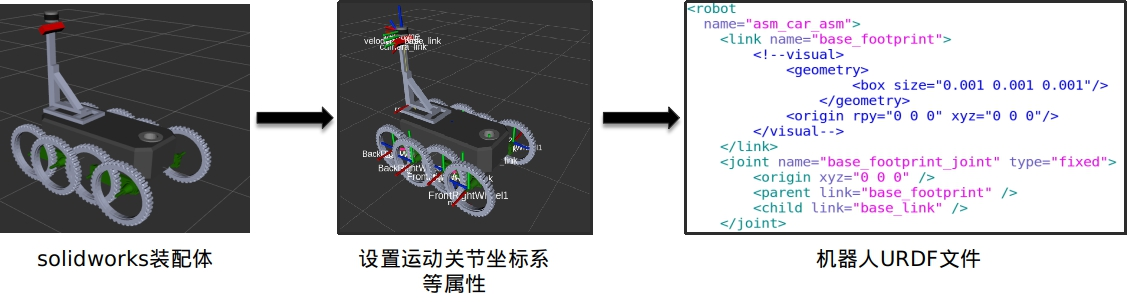 velodyne_base_link
camera_link
link
FrontRightWheel1
<robot
name="asm_car_asm">
<link name="base_footprint">
<!--visual>
<geometry>
<box size="0.001 0.001 0.001"/>
</geometry>
<origin rpy="0 0 0" xyz="0 0 0"/>
</visual-->
</link>
<joint name="base_footprint_joint" type="fixed">
<origin xyz="0 0 0" />
<parent link="base_footprint" />
<child link="base_link" />
</joint>
solidworks装配体
设置运动关节坐标系
等属性
机器人URDF文件